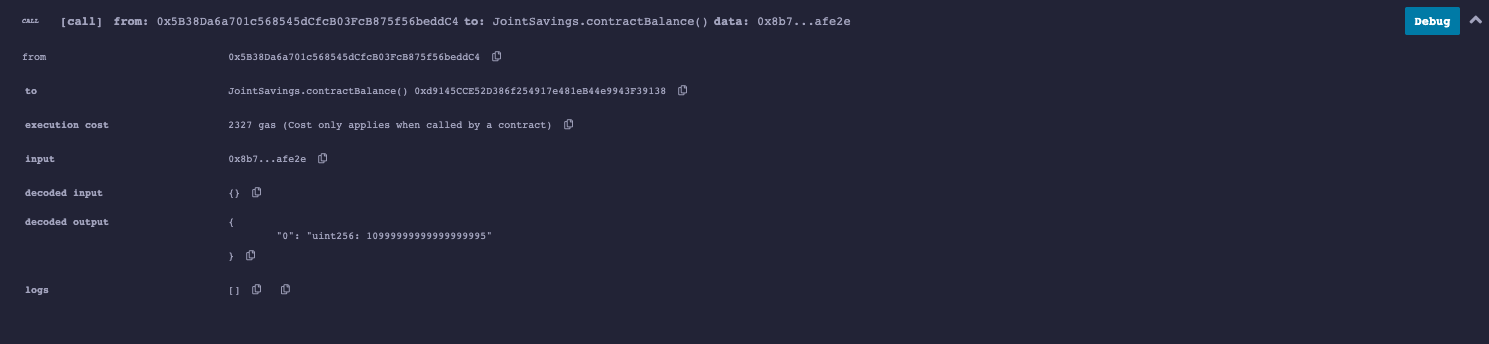 CALL [call] from: 0x5B38Da6a701c568545dCfcB03FcB875f56beddC4 to: JointSavings.contractBalance() data: 0x8b7...afe2e Debug
from 0x5B38Da6a701c568545dCfcB03FcB875f56beddC4
to JointSavings.contractBalance() 0xd9145CCE52D386f254917e481eB44e9943F39138
execution cost 2327 gas (Cost only applies when called by a contract)
input 0x8b7...afe2e
decoded input {}
decoded output {
"0": "uint256: 10999999999999999995"
}
logs []